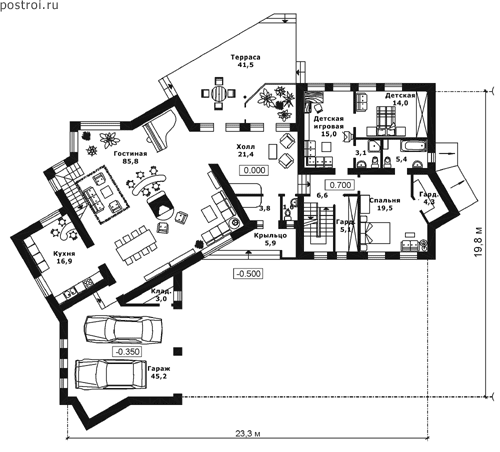 postroi.ru
Терраса
41,5
Детская
14,0
Детская
игровая
15,0
Гостиная
85,8
Холл
21,4
3,1
5,4
0.000
0.700
Спальня
19,5
Гард.
4,3
6,6
3,8
1,6
Гард.
5,1
Крыльцо
5,9
Кухня
16,9
-0.500
Клад.
3,0
-0.350
Гараж
45,2
19,8 м
23,3 м